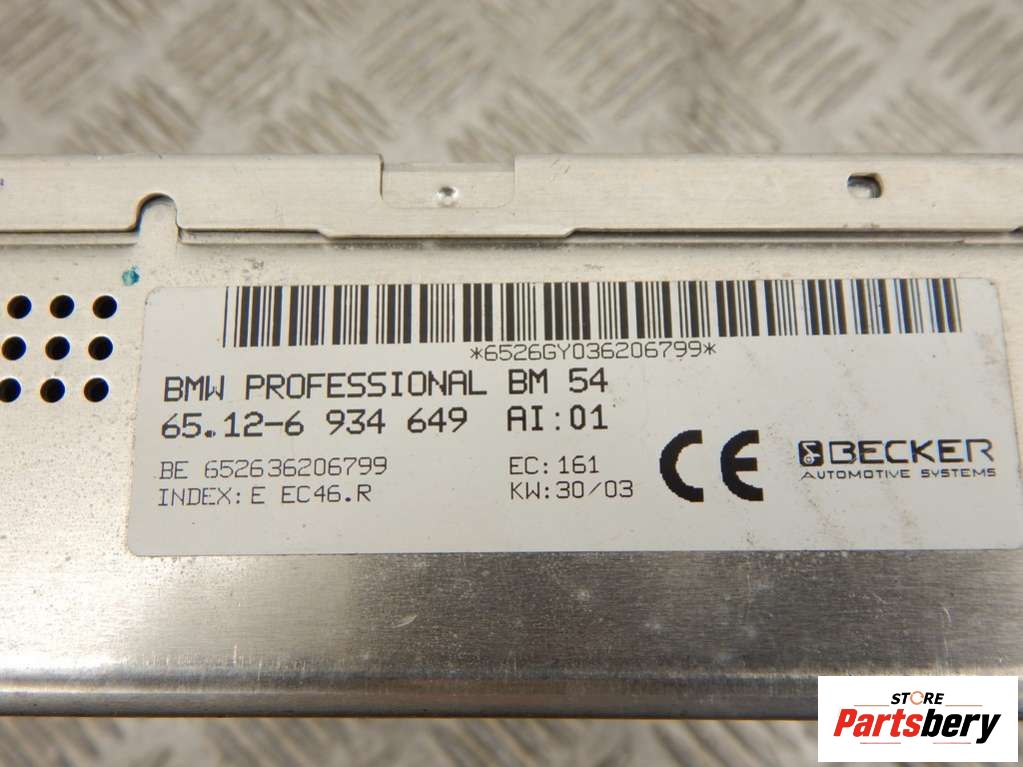 *6526GY036206799*
BMW PROFESSIONAL BM 54
65.12-6 934 649 AI:01
BE 652636206799 EC:161
INDEX:E EC46.R KW:30/03
CE
BECKER
AUTOMOTIVE SYSTEMS
STORE
Partsbery